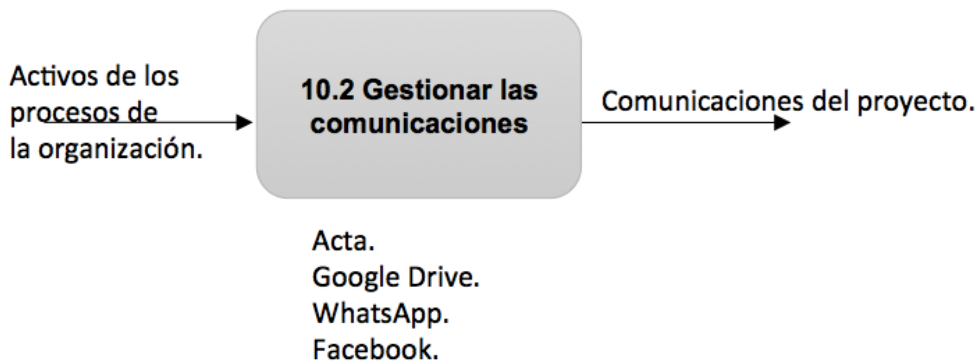 Activos de los
procesos de
la organización.
10.2 Gestionar las
comunicaciones
Comunicaciones del proyecto.
Acta.
Google Drive.
WhatsApp.
Facebook.